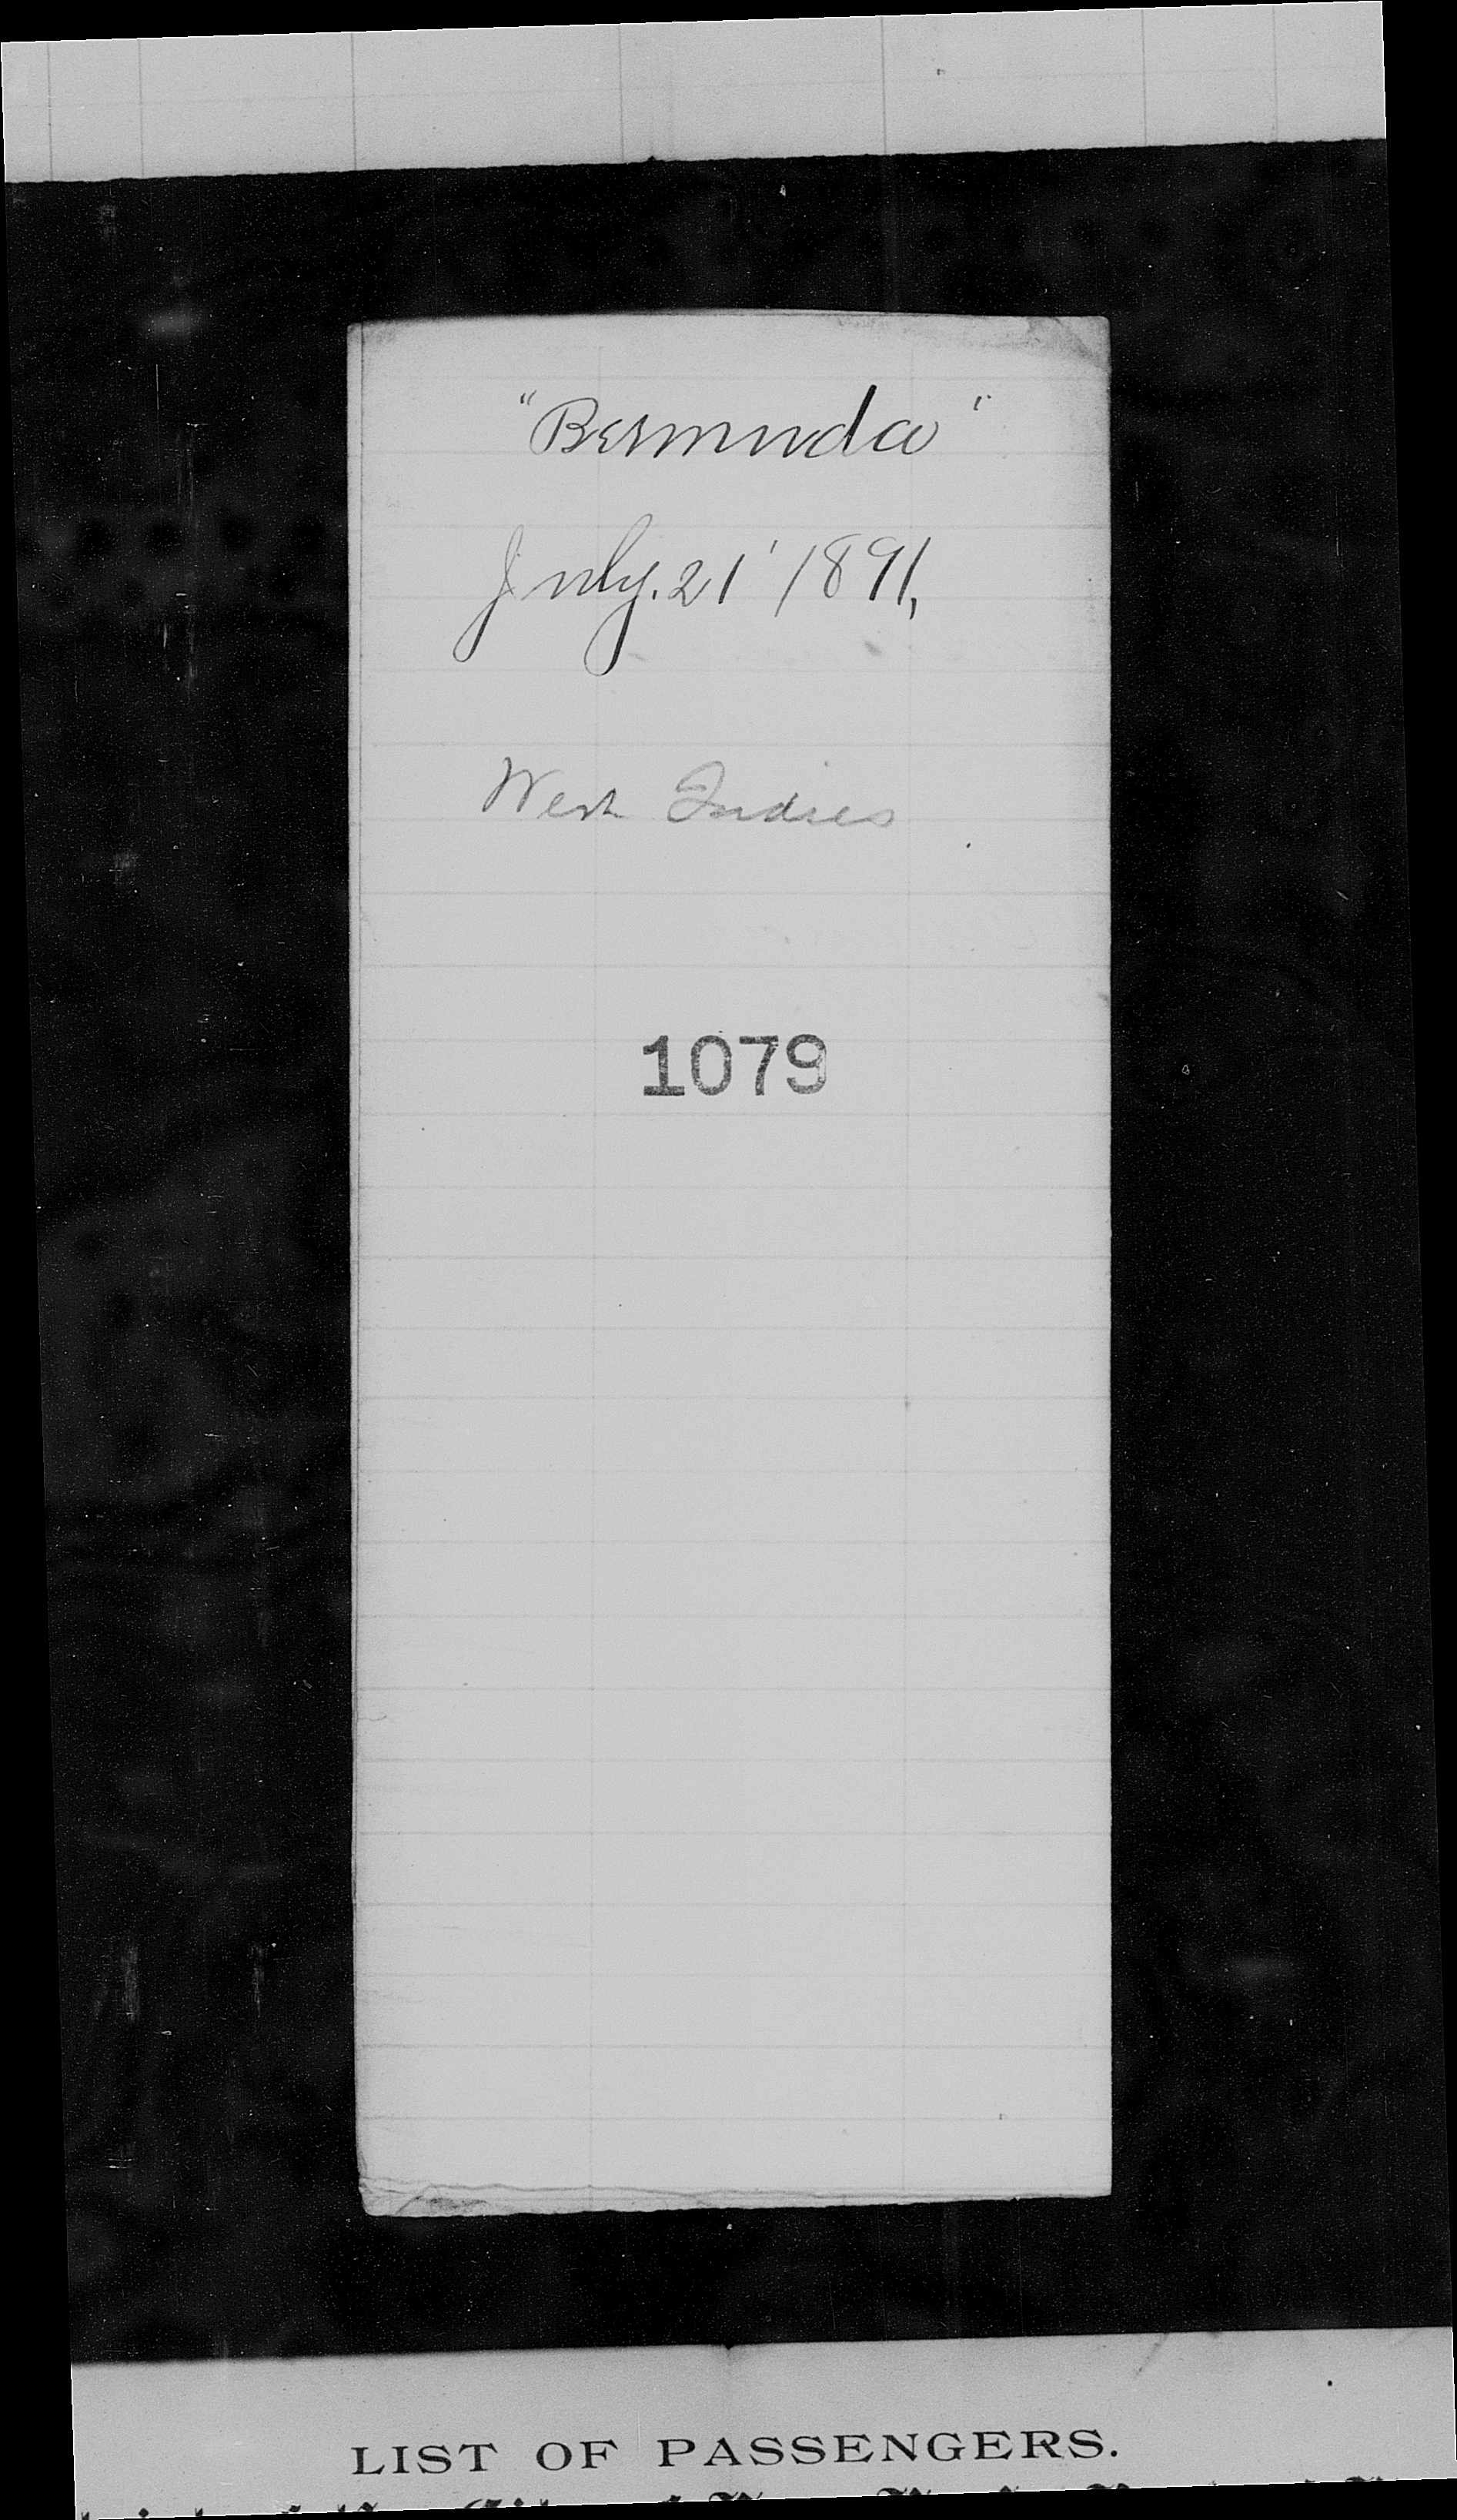 "Bermuda"
July. 21' 1891,
West Indies
1079
LIST OF PASSENGERS.